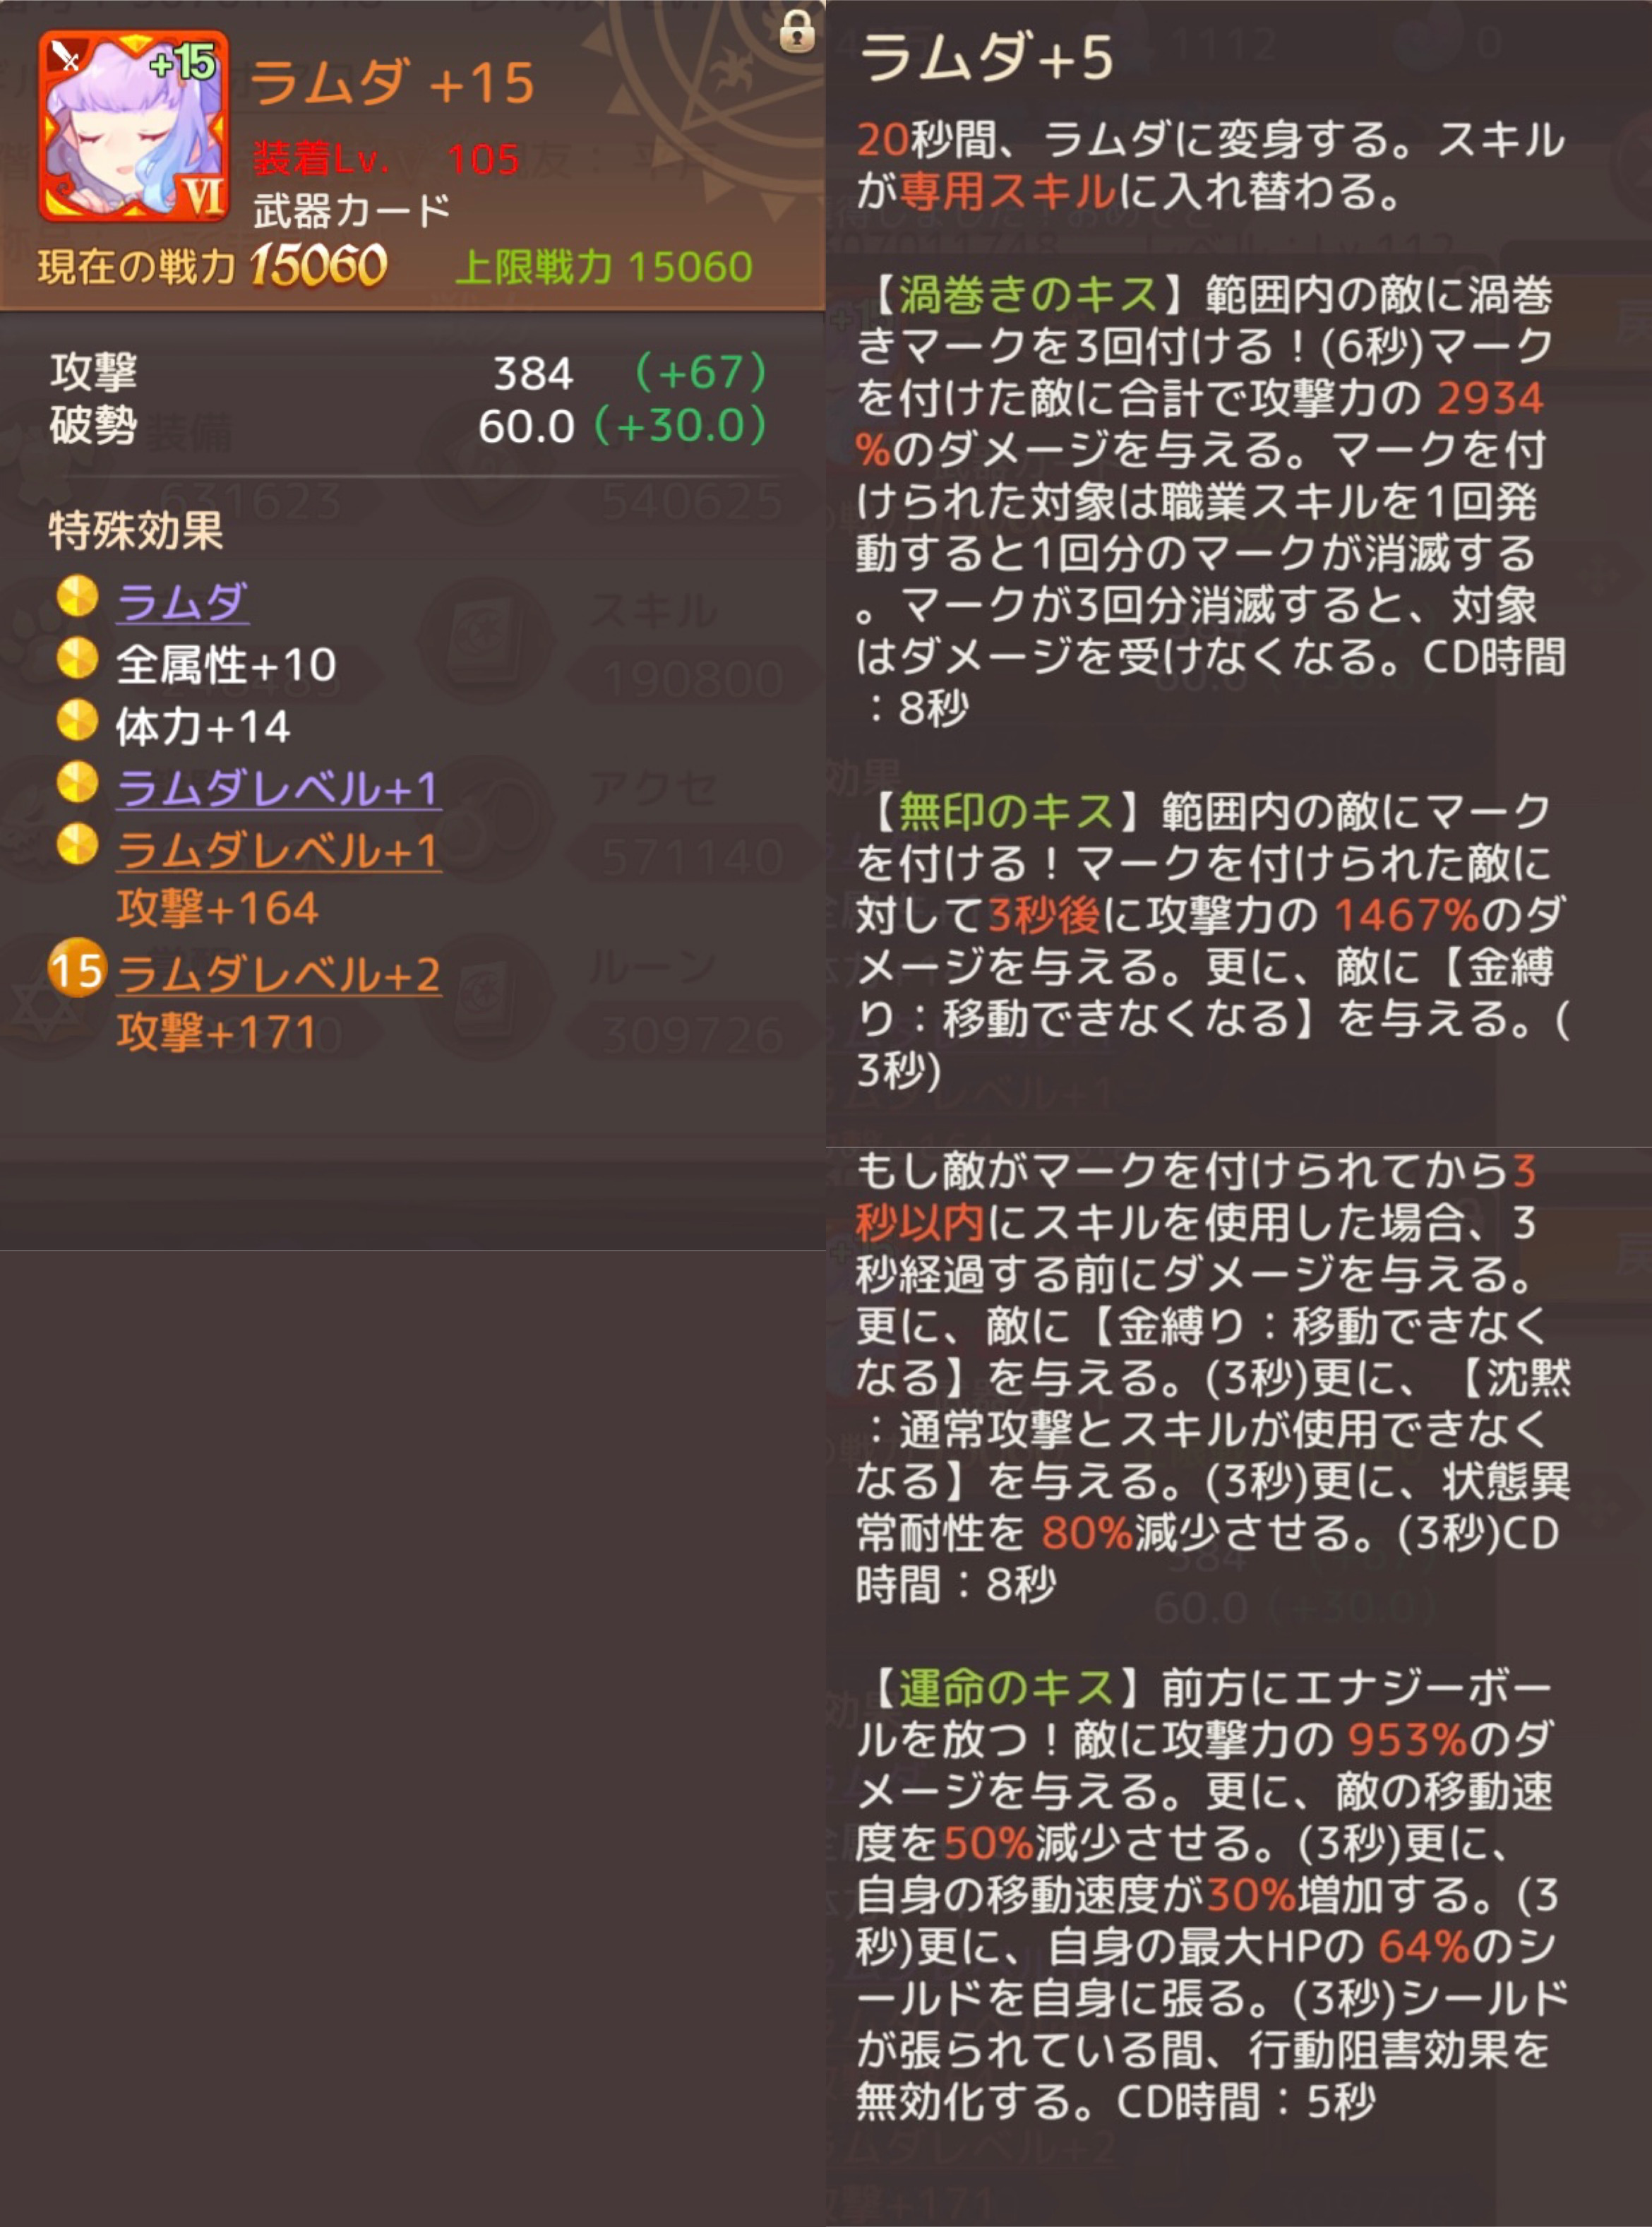 +15
VI
ラムダ +15
装着Lv. 105
武器カード
現在の戦力 15060 上限戦力 15060
攻撃 384 (+67)
破勢 60.0 (+30.0)
特殊効果
ラムダ
全属性+10
体力+14
ラムダレベル+1
ラムダレベル+1
攻撃+164
15 ラムダレベル+2
攻撃+171
ラムダ+5
20秒間、ラムダに変身する。スキル
が専用スキルに入れ替わる。
【渦巻きのキス】範囲内の敵に渦巻
きマークを3回付ける！(6秒)マーク
を付けた敵に合計で攻撃力の 2934
%のダメージを与える。マークを付
けられた対象は職業スキルを1回発
動すると1回分のマークが消滅する
。マークが3回分消滅すると、対象
はダメージを受けなくなる。CD時間
：8秒
【無印のキス】範囲内の敵にマーク
を付ける！マークを付けられた敵に
対して3秒後に攻撃力の 1467%のダ
メージを与える。更に、敵に【金縛
り：移動できなくなる】を与える。(
3秒)
もし敵がマークを付けられてから3
秒以内にスキルを使用した場合、3
秒経過する前にダメージを与える。
更に、敵に【金縛り：移動できなく
なる】を与える。(3秒)更に、【沈黙
：通常攻撃とスキルが使用できなく
なる】を与える。(3秒)更に、状態異
常耐性を 80%減少させる。(3秒)CD
時間：8秒
【運命のキス】前方にエナジーボー
ルを放つ！敵に攻撃力の 953%のダ
メージを与える。更に、敵の移動速
度を50%減少させる。(3秒)更に、
自身の移動速度が30%増加する。(3
秒)更に、自身の最大HPの 64%のシ
ールドを自身に張る。(3秒)シールド
が張られている間、行動阻害効果を
無効化する。CD時間：5秒